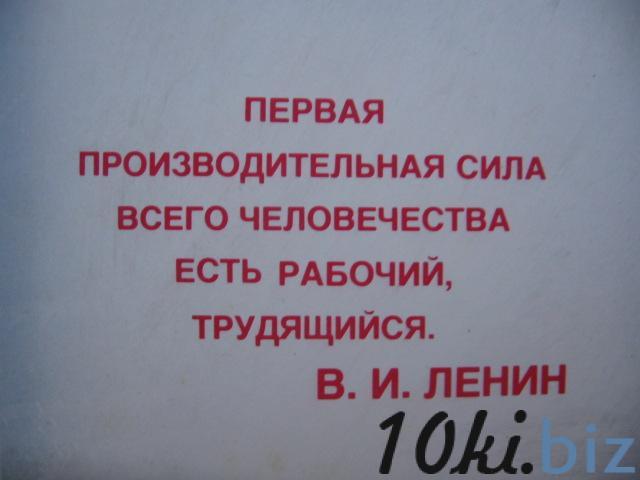 ПЕРВАЯ
ПРОИЗВОДИТЕЛЬНАЯ СИЛА
ВСЕГО ЧЕЛОВЕЧЕСТВА
ЕСТЬ РАБОЧИЙ,
ТРУДЯЩИЙСЯ.
В. И. ЛЕНИН
10ki.biz